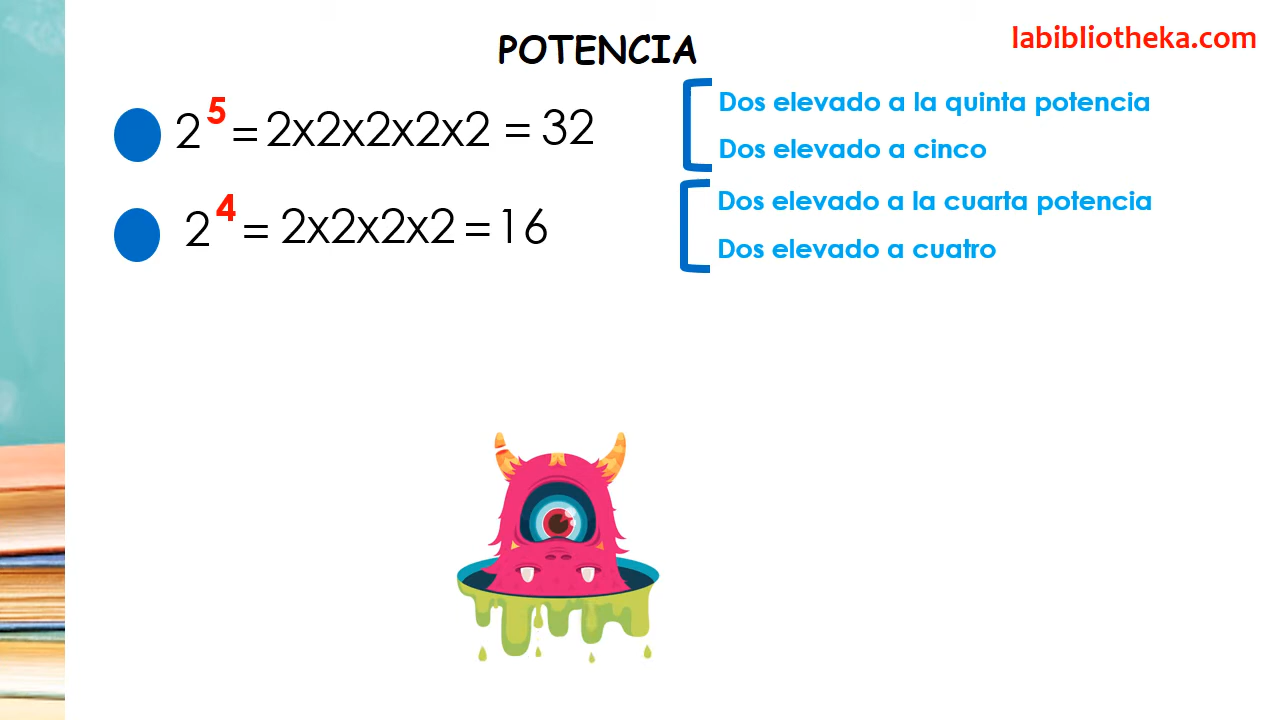 POTENCIA
labibliotheka.com
2⁵ = 2x2x2x2x2 = 32
Dos elevado a la quinta potencia
Dos elevado a cinco
2⁴ = 2x2x2x2 = 16
Dos elevado a la cuarta potencia
Dos elevado a cuatro